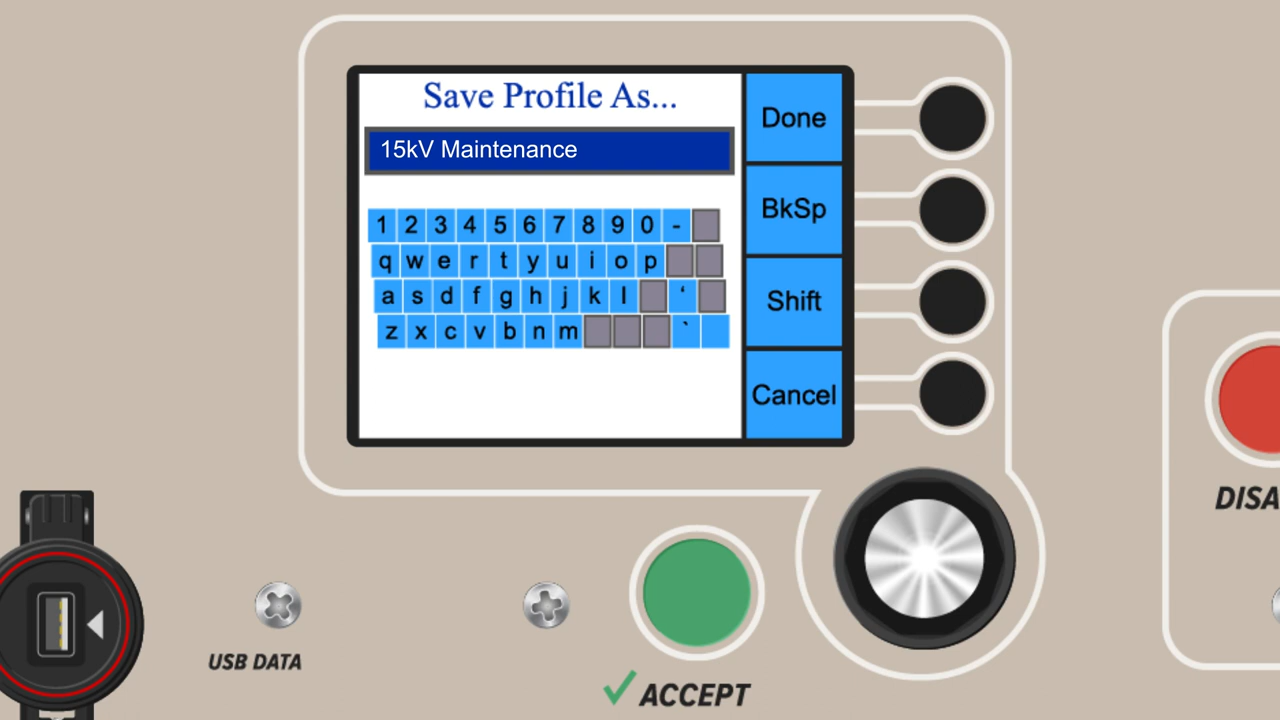 Save Profile As...
15kV Maintenance
1 2 3 4 5 6 7 8 9 0 -
q w e r t y u i o p
a s d f g h j k l ‘
z x c v b n m `
Done
BkSp
Shift
Cancel
DISA
USB DATA
ACCEPT